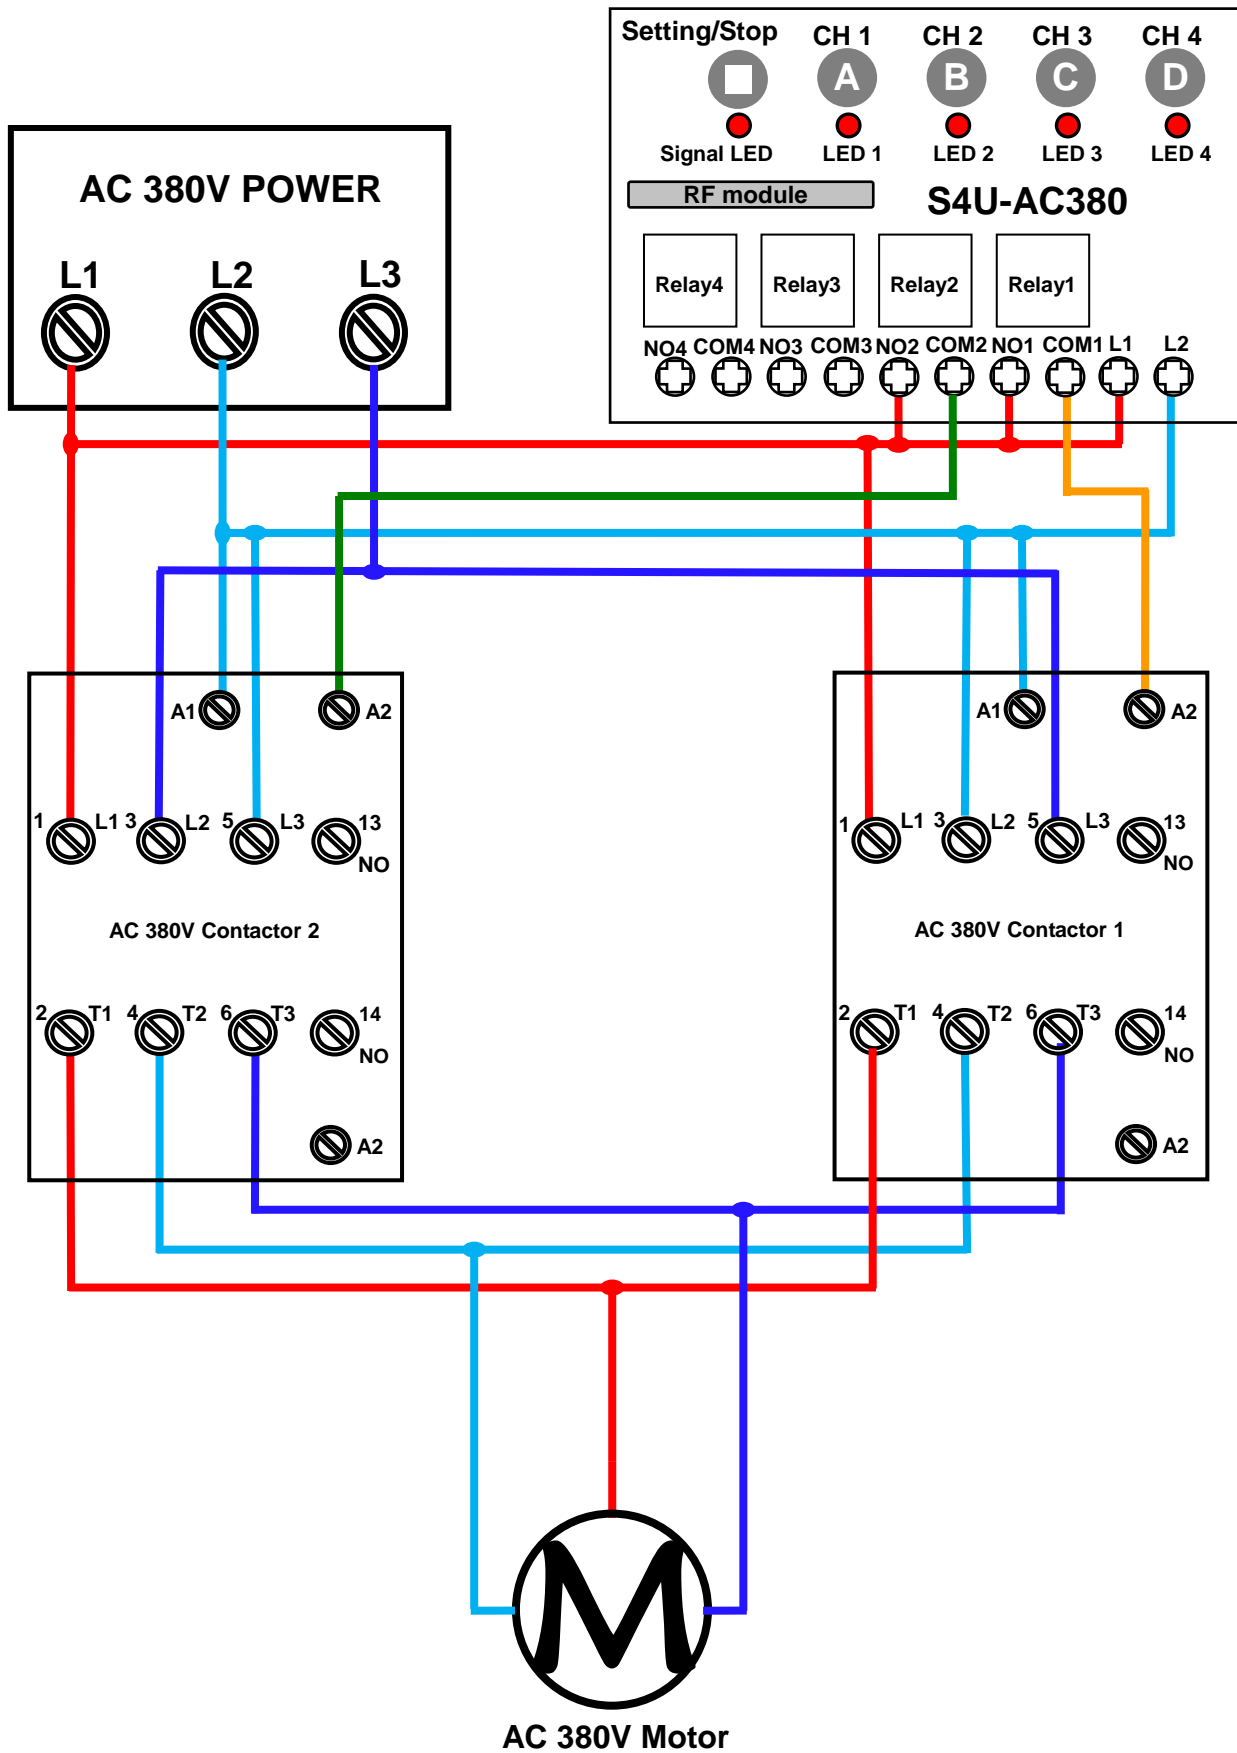 Setting/Stop CH 1 CH 2 CH 3 CH 4
A B C D
Signal LED LED 1 LED 2 LED 3 LED 4
RF module S4U-AC380
Relay4 Relay3 Relay2 Relay1
NO4 COM4 NO3 COM3 NO2 COM2 NO1 COM1 L1 L2
AC 380V POWER
L1 L2 L3
A1 A2
1 L1 3 L2 5 L3 13
NO
AC 380V Contactor 2
2 T1 4 T2 6 T3 14
NO
A2
A1 A2
1 L1 3 L2 5 L3 13
NO
AC 380V Contactor 1
2 T1 4 T2 6 T3 14
NO
A2
M
AC 380V Motor